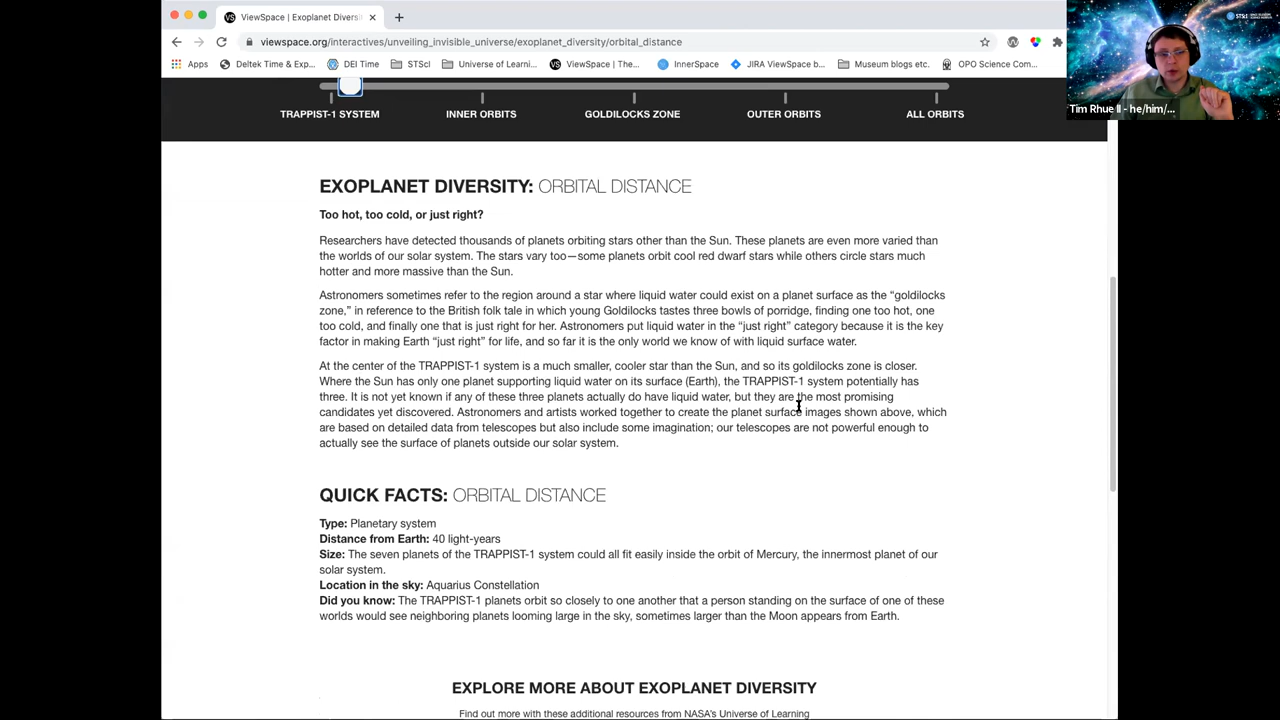 ViewSpace | Exoplanet Diversi
viewspace.org/interactives/unveiling_invisible_universe/exoplanet_diversity/orbital_distance
Apps
Deltek Time & Exp...
DEI Time
STScI
Universe of Learni...
ViewSpace | The...
InnerSpace
JIRA ViewSpace b...
Museum blogs etc.
OPO Science Com...
STScI
Tim Rhue II - he/him/...
TRAPPIST-1 SYSTEM
INNER ORBITS
GOLDILOCKS ZONE
OUTER ORBITS
ALL ORBITS
EXOPLANET DIVERSITY: ORBITAL DISTANCE
Too hot, too cold, or just right?
Researchers have detected thousands of planets orbiting stars other than the Sun. These planets are even more varied than
the worlds of our solar system. The stars vary too—some planets orbit cool red dwarf stars while others circle stars much
hotter and more massive than the Sun.
Astronomers sometimes refer to the region around a star where liquid water could exist on a planet surface as the “goldilocks
zone,” in reference to the British folk tale in which young Goldilocks tastes three bowls of porridge, finding one too hot, one
too cold, and finally one that is just right for her. Astronomers put liquid water in the “just right” category because it is the key
factor in making Earth “just right” for life, and so far it is the only world we know of with liquid surface water.
At the center of the TRAPPIST-1 system is a much smaller, cooler star than the Sun, and so its goldilocks zone is closer.
Where the Sun has only one planet supporting liquid water on its surface (Earth), the TRAPPIST-1 system potentially has
three. It is not yet known if any of these three planets actually do have liquid water, but they are the most promising
candidates yet discovered. Astronomers and artists worked together to create the planet surface images shown above, which
are based on detailed data from telescopes but also include some imagination; our telescopes are not powerful enough to
actually see the surface of planets outside our solar system.
QUICK FACTS: ORBITAL DISTANCE
Type: Planetary system
Distance from Earth: 40 light-years
Size: The seven planets of the TRAPPIST-1 system could all fit easily inside the orbit of Mercury, the innermost planet of our
solar system.
Location in the sky: Aquarius Constellation
Did you know: The TRAPPIST-1 planets orbit so closely to one another that a person standing on the surface of one of these
worlds would see neighboring planets looming large in the sky, sometimes larger than the Moon appears from Earth.
EXPLORE MORE ABOUT EXOPLANET DIVERSITY
Find out more with these additional resources from NASA's Universe of Learning